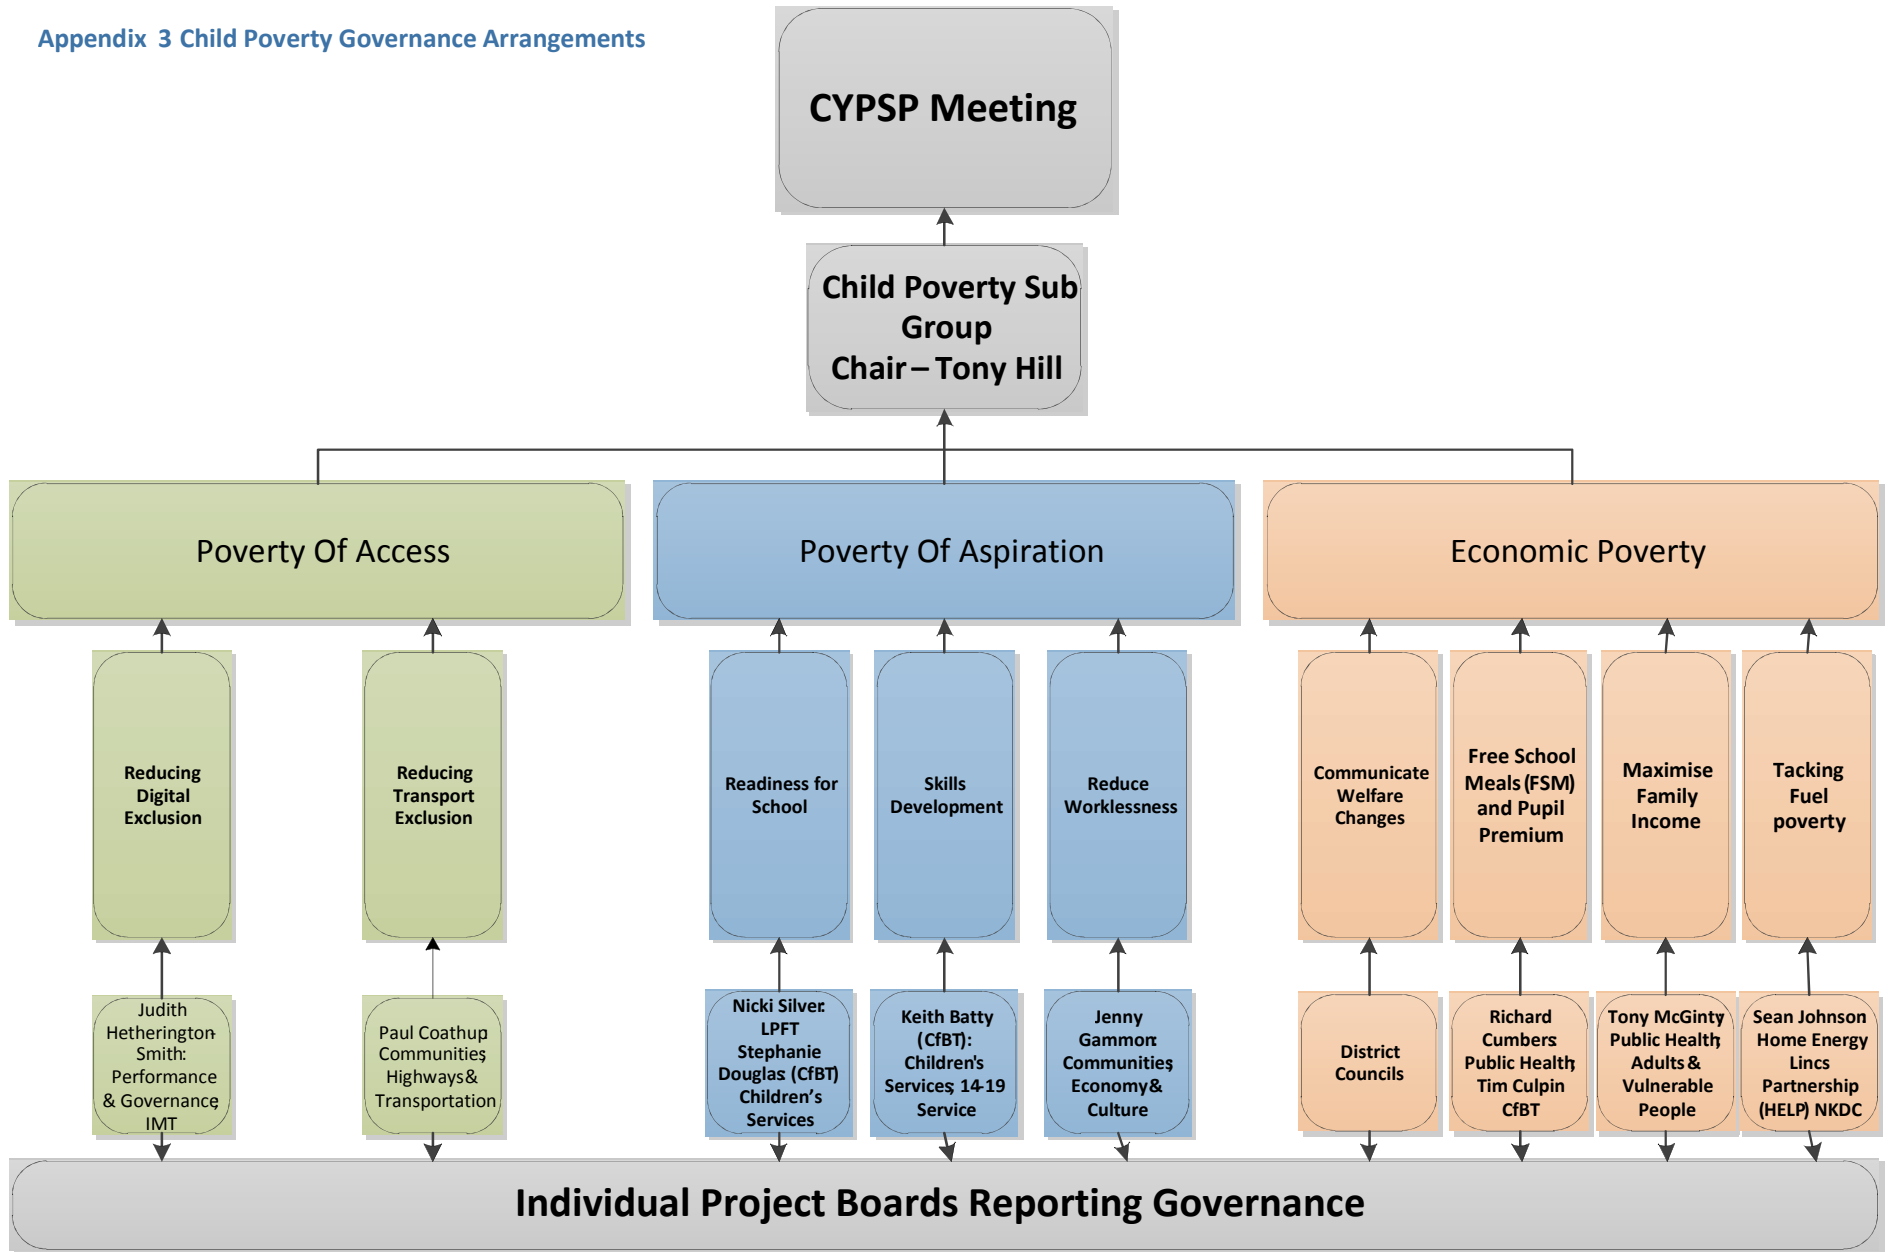 Appendix 3 Child Poverty Governance Arrangements
CYPSP Meeting
Child Poverty Sub
Group
Chair – Tony Hill
Poverty Of Access
Poverty Of Aspiration
Economic Poverty
Reducing
Digital
Exclusion
Reducing
Transport
Exclusion
Readiness for
School
Skills
Development
Reduce
Worklessness
Communicate
Welfare
Changes
Free School
Meals (FSM)
and Pupil
Premium
Maximise
Family
Income
Tacking
Fuel
poverty
Judith
Hetherington-
Smith:
Performance
& Governance,
IMT
Paul Coathup:
Communities,
Highways &
Transportation
Nicki Silver:
LPFT
Stephanie
Douglas: (CfBT)
Children's
Services
Keith Batty
(CfBT):
Children's
Services, 14-19
Service
Jenny
Gammon:
Communities,
Economy &
Culture
District
Councils
Richard
Cumbers:
Public Health,
Tim Culpin
CfBT
Tony McGinty:
Public Health,
Adults &
Vulnerable
People
Sean Johnson
Home Energy
Lincs
Partnership
(HELP) NKDC
Individual Project Boards Reporting Governance